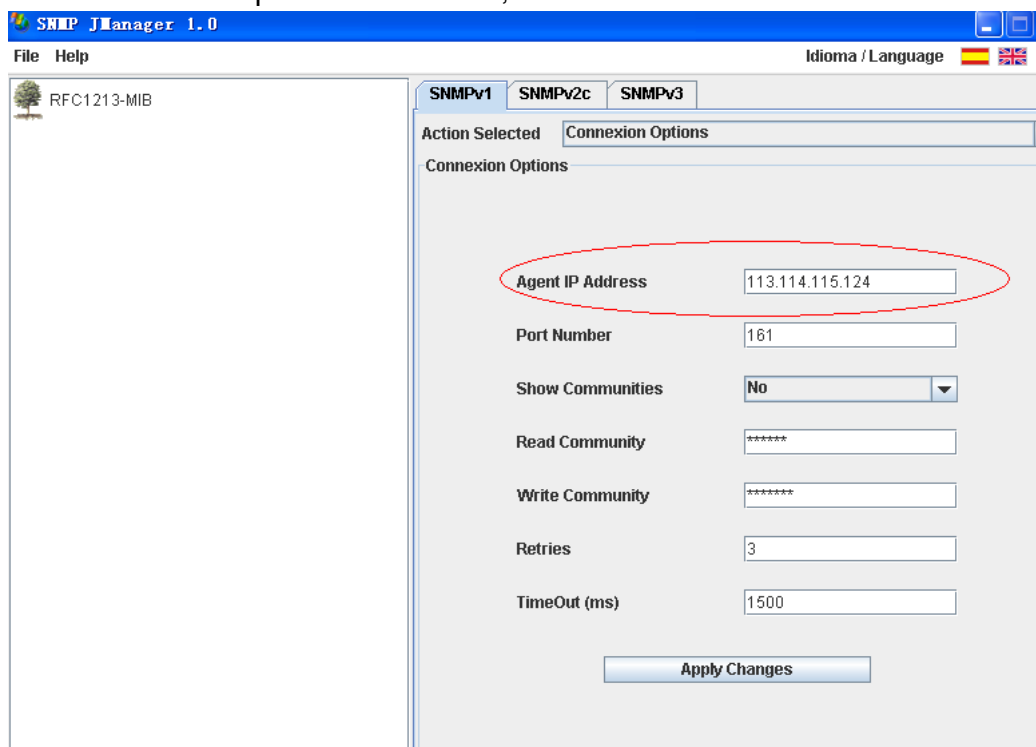 SNMP JManager 1.0
File Help Idioma / Language
RFC1213-MIB
SNMPv1 SNMPv2c SNMPv3
Action Selected Connexion Options
Connexion Options
Agent IP Address 113.114.115.124
Port Number 161
Show Communities No
Read Community ******
Write Community *******
Retries 3
TimeOut (ms) 1500
Apply Changes